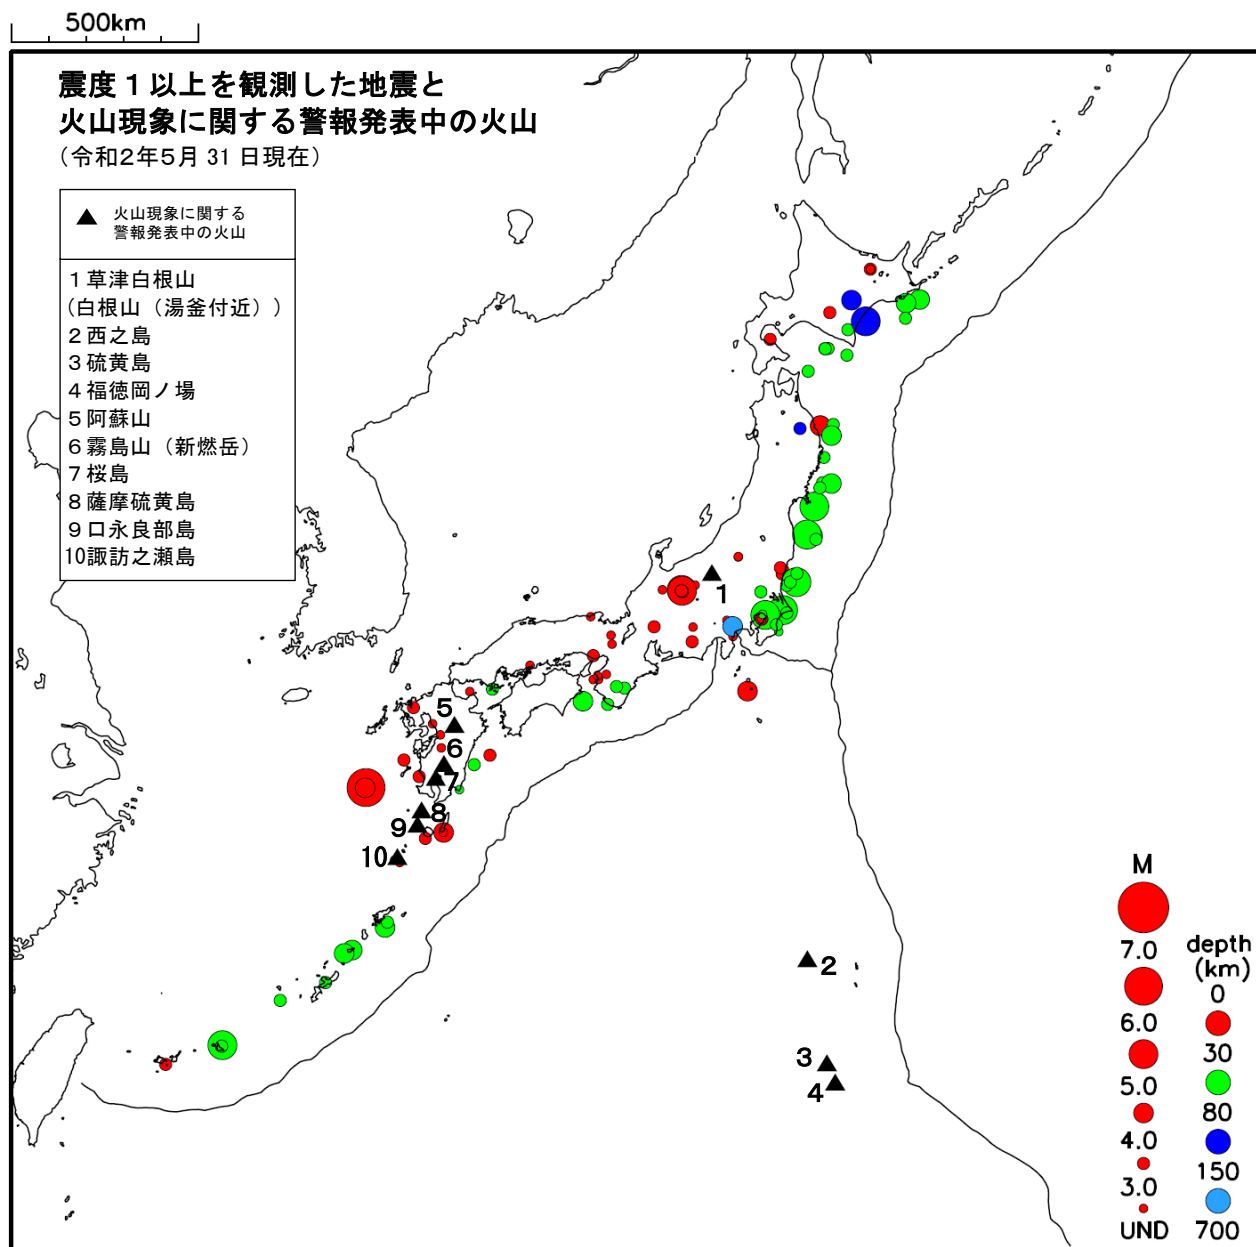 500km
震度１以上を観測した地震と
火山現象に関する警報発表中の火山
（令和2年5月 31 日現在）
▲ 火山現象に関する
警報発表中の火山
１草津白根山
(白根山（湯釜付近）)
２西之島
３硫黄島
４福徳岡ノ場
５阿蘇山
６霧島山（新燃岳）
７桜島
８薩摩硫黄島
９口永良部島
10諏訪之瀬島
1
5
6
7
8
9
10
2
3
4
M
7.0
6.0
5.0
4.0
3.0
UND
depth
(km)
0
30
80
150
700